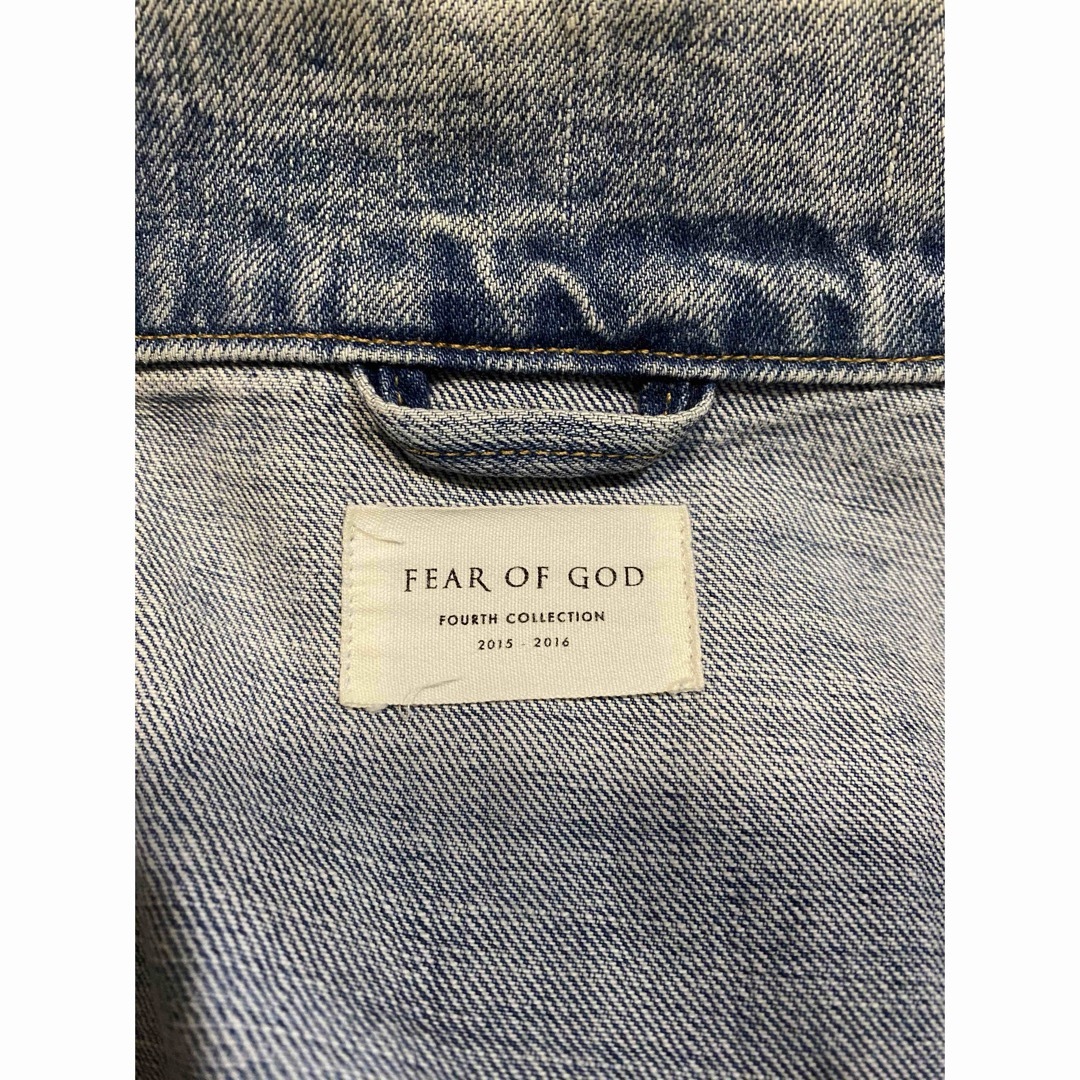 FEAR OF GOD
FOURTH COLLECTION
2015 - 2016